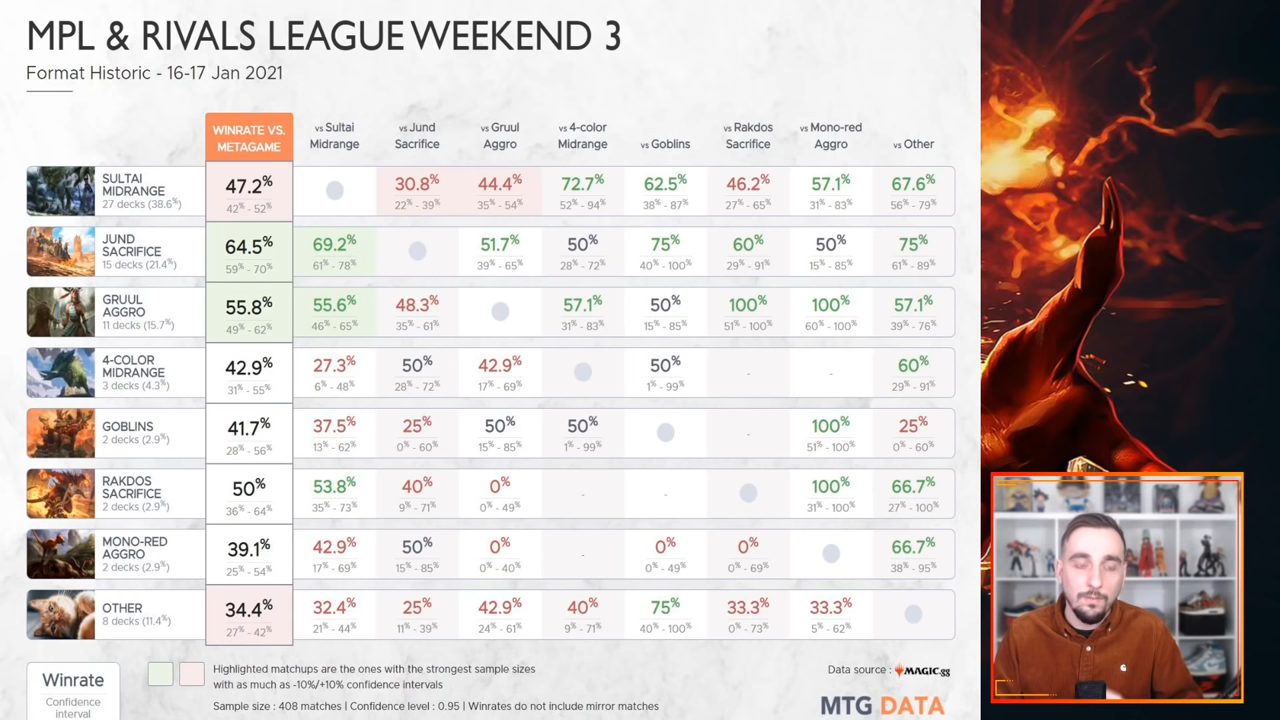 MPL & RIVALS LEAGUE WEEKEND 3
Format Historic - 16-17 Jan 2021
WINRATE VS. METAGAME
vs Sultai Midrange
vs Jund Sacrifice
vs Gruul Aggro
vs 4-color Midrange
vs Goblins
vs Rakdos Sacrifice
vs Mono-red Aggro
vs Other
SULTAI MIDRANGE
27 decks (38.6%)
47.2% 30.8% 44.4% 72.7% 62.5% 46.2% 57.1% 67.6%
42% - 52% 22% - 39% 35% - 54% 52% - 94% 38% - 87% 27% - 65% 31% - 83% 56% - 79%
JUND SACRIFICE
15 decks (21.4%)
64.5% 69.2% 51.7% 50% 75% 60% 50% 75%
59% - 70% 61% - 78% 39% - 65% 28% - 72% 40% - 100% 29% - 91% 15% - 85% 61% - 89%
GRUUL AGGRO
11 decks (15.7%)
55.8% 55.6% 48.3% 57.1% 50% 100% 100% 57.1%
49% - 62% 46% - 65% 35% - 61% 31% - 83% 15% - 85% 51% - 100% 60% - 100% 39% - 76%
4-COLOR MIDRANGE
3 decks (4.3%)
42.9% 27.3% 50% 42.9% 50% - - 60%
31% - 55% 6% - 48% 28% - 72% 17% - 69% 1% - 99% 29% - 91%
GOBLINS
2 decks (2.9%)
41.7% 37.5% 25% 50% 50% - 100% 25%
28% - 56% 13% - 62% 0% - 60% 15% - 85% 1% - 99% 51% - 100% 0% - 60%
RAKDOS SACRIFICE
2 decks (2.9%)
50% 53.8% 40% 0% - - 100% 66.7%
36% - 64% 35% - 73% 9% - 71% 0% - 49% 31% - 100% 27% - 100%
MONO-RED AGGRO
2 decks (2.9%)
39.1% 42.9% 50% 0% - 0% 0% 66.7%
25% - 54% 17% - 69% 15% - 85% 0% - 40% 0% - 49% 0% - 69% 38% - 95%
OTHER
8 decks (11.4%)
34.4% 32.4% 25% 42.9% 40% 75% 33.3% 33.3%
27% - 42% 21% - 44% 11% - 39% 24% - 61% 9% - 71% 40% - 100% 0% - 73% 5% - 62%
Winrate
Confidence interval
Highlighted matchups are the ones with the strongest sample sizes
with as much as -10%/+10% confidence intervals
Sample size : 408 matches | Confidence level : 0.95 | Winrates do not include mirror matches
Data source : MAGIC.gg
MTG DATA